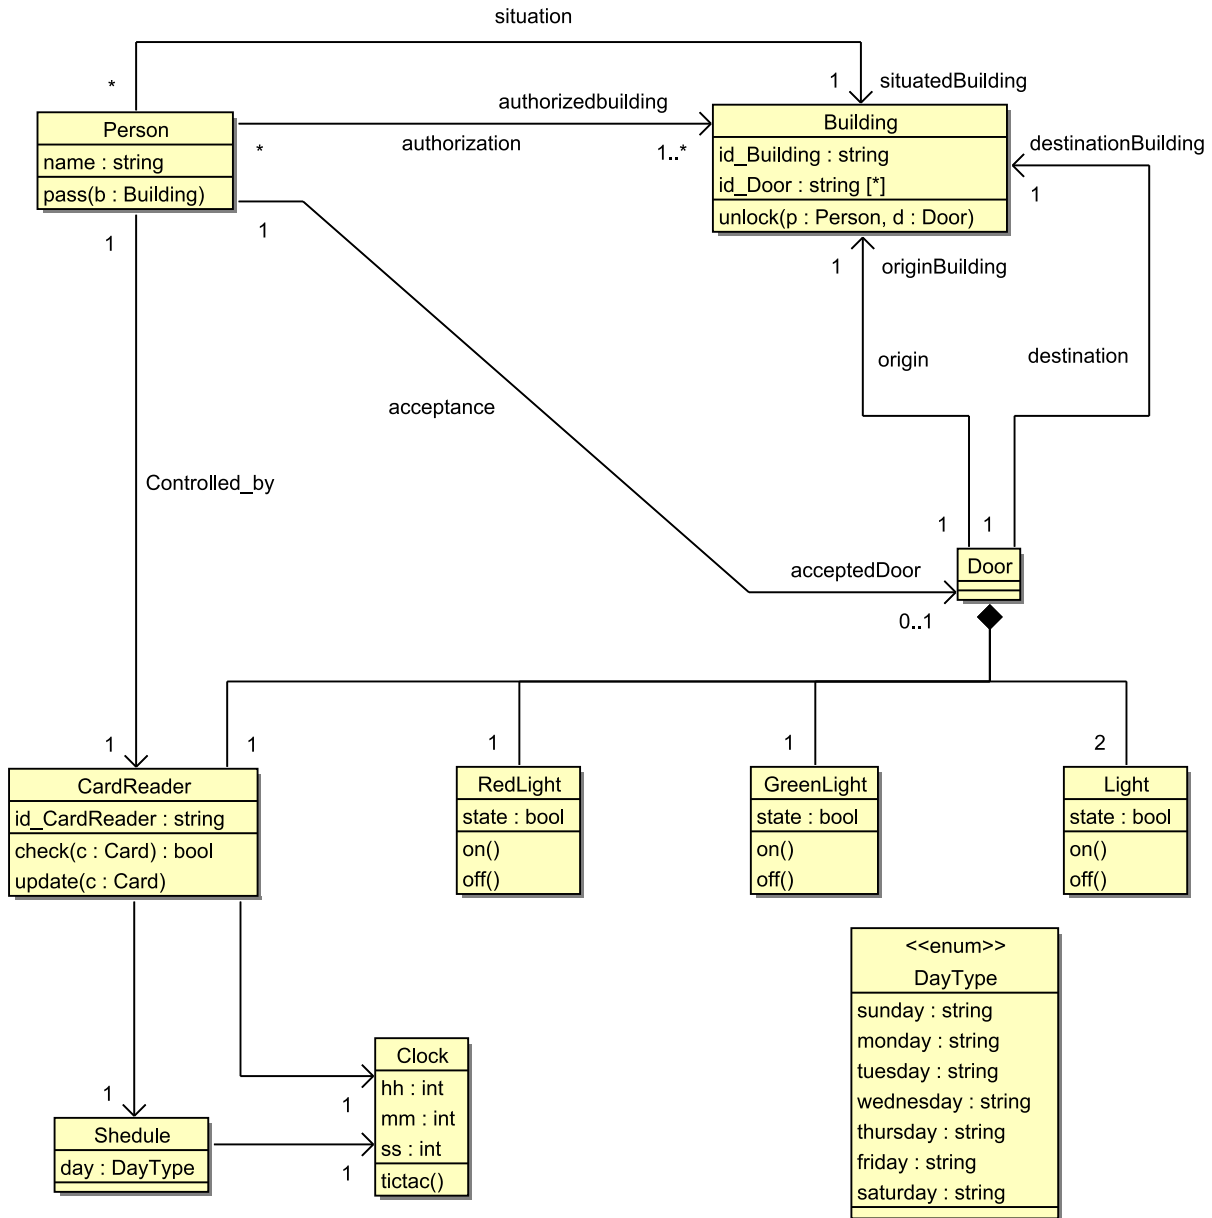 situation
*
1
situatedBuilding
Person
name : string
pass(b : Building)
authorizedbuilding
authorization
*
1..*
Building
id_Building : string
id_Door : string [*]
unlock(p : Person, d : Door)
destinationBuilding
1
1
1
1
originBuilding
origin
destination
acceptance
Controlled_by
1
1
Door
acceptedDoor
0..1
1
1
1
1
2
CardReader
id_CardReader : string
check(c : Card) : bool
update(c : Card)
RedLight
state : bool
on()
off()
GreenLight
state : bool
on()
off()
Light
state : bool
on()
off()
<<enum>>
DayType
sunday : string
monday : string
tuesday : string
wednesday : string
thursday : string
friday : string
saturday : string
Clock
hh : int
mm : int
ss : int
tictac()
1
1
1
Shedule
day : DayType